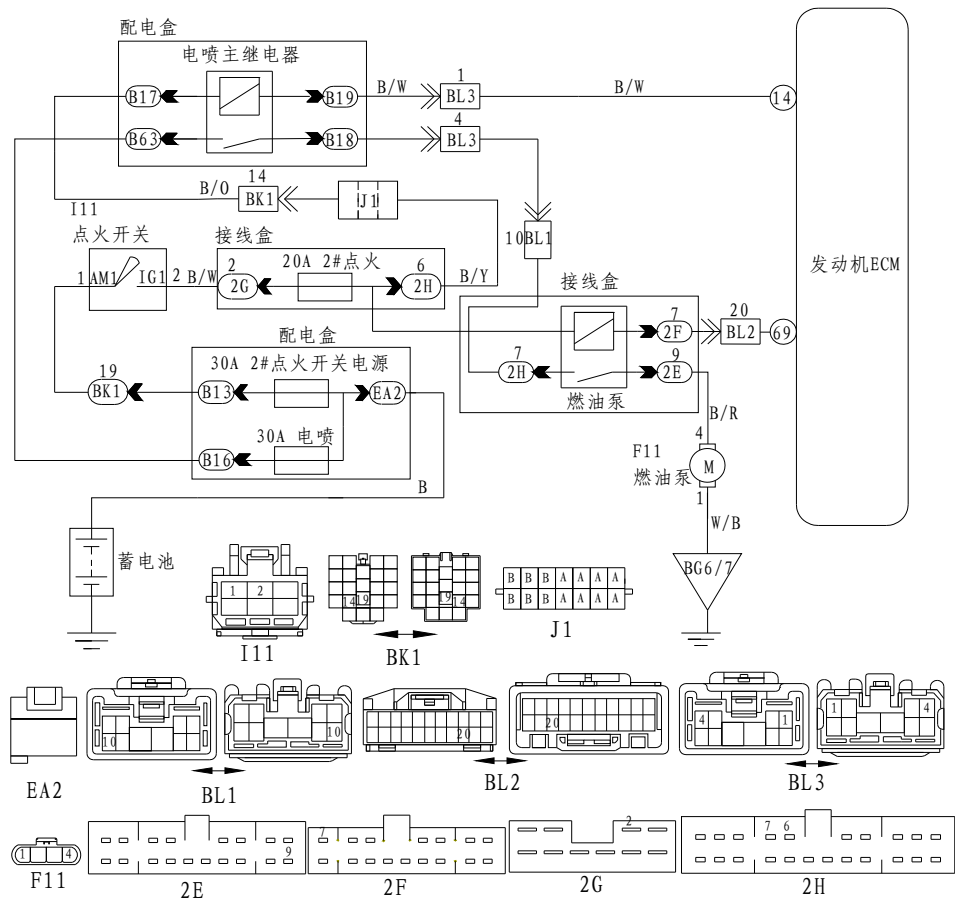 配电盒
电喷主继电器
B17
B19
B/W
1
BL3
B/W
14
B63
B18
4
BL3
B/O
14
BK1
J1
I11
点火开关
接线盒
10
BL1
发动机ECM
1
AM1
IG1
2
B/W
2
2G
20A 2#点火
6
2H
B/Y
接线盒
7
2F
20
BL2
69
配电盒
30A 2#点火开关电源
7
2H
9
2E
19
BK1
B13
EA2
燃油泵
B/R
30A 电喷
B16
4
F11
燃油泵
M
B
1
W/B
蓄电池
BG6/7
1 2
14 19
19 14
B B B A A A A
B B B A A A A
I11
BK1
J1
10
10
20
20
4 1
1 4
EA2
BL1
BL2
BL3
1 4
9
7
2
7 6
F11
2E
2F
2G
2H